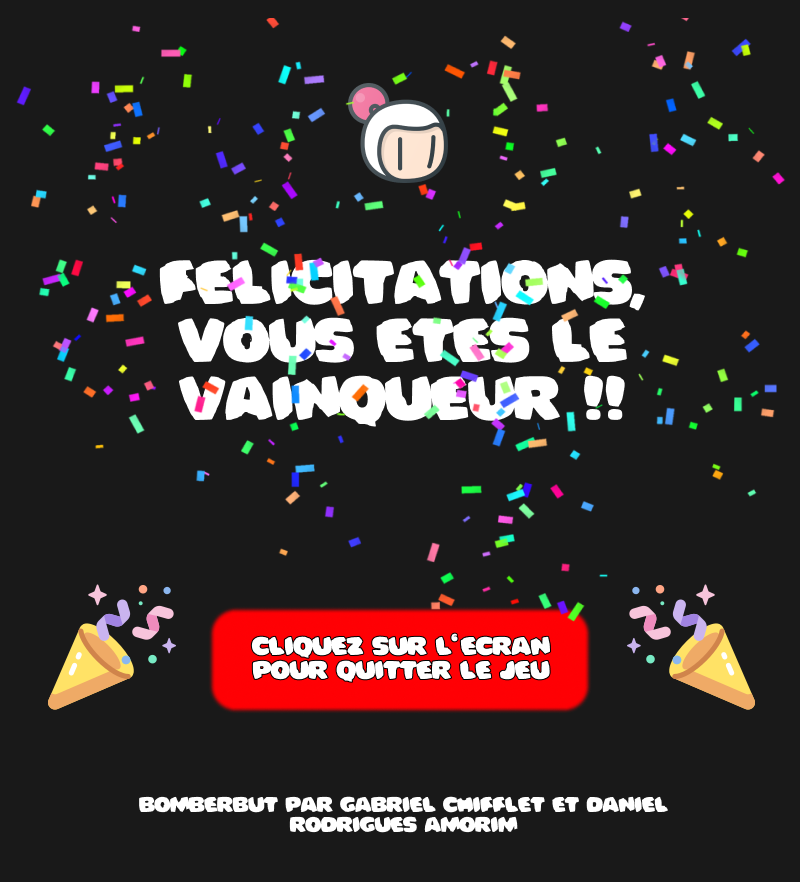 FELICITATIONS,
VOUS ETES LE
VAINQUEUR !!
CLIQUEZ SUR L'ECRAN
POUR QUITTER LE JEU
BOMBERBUT PAR GABRIEL CHIFFLET ET DANIEL
RODRIGUES AMORIM